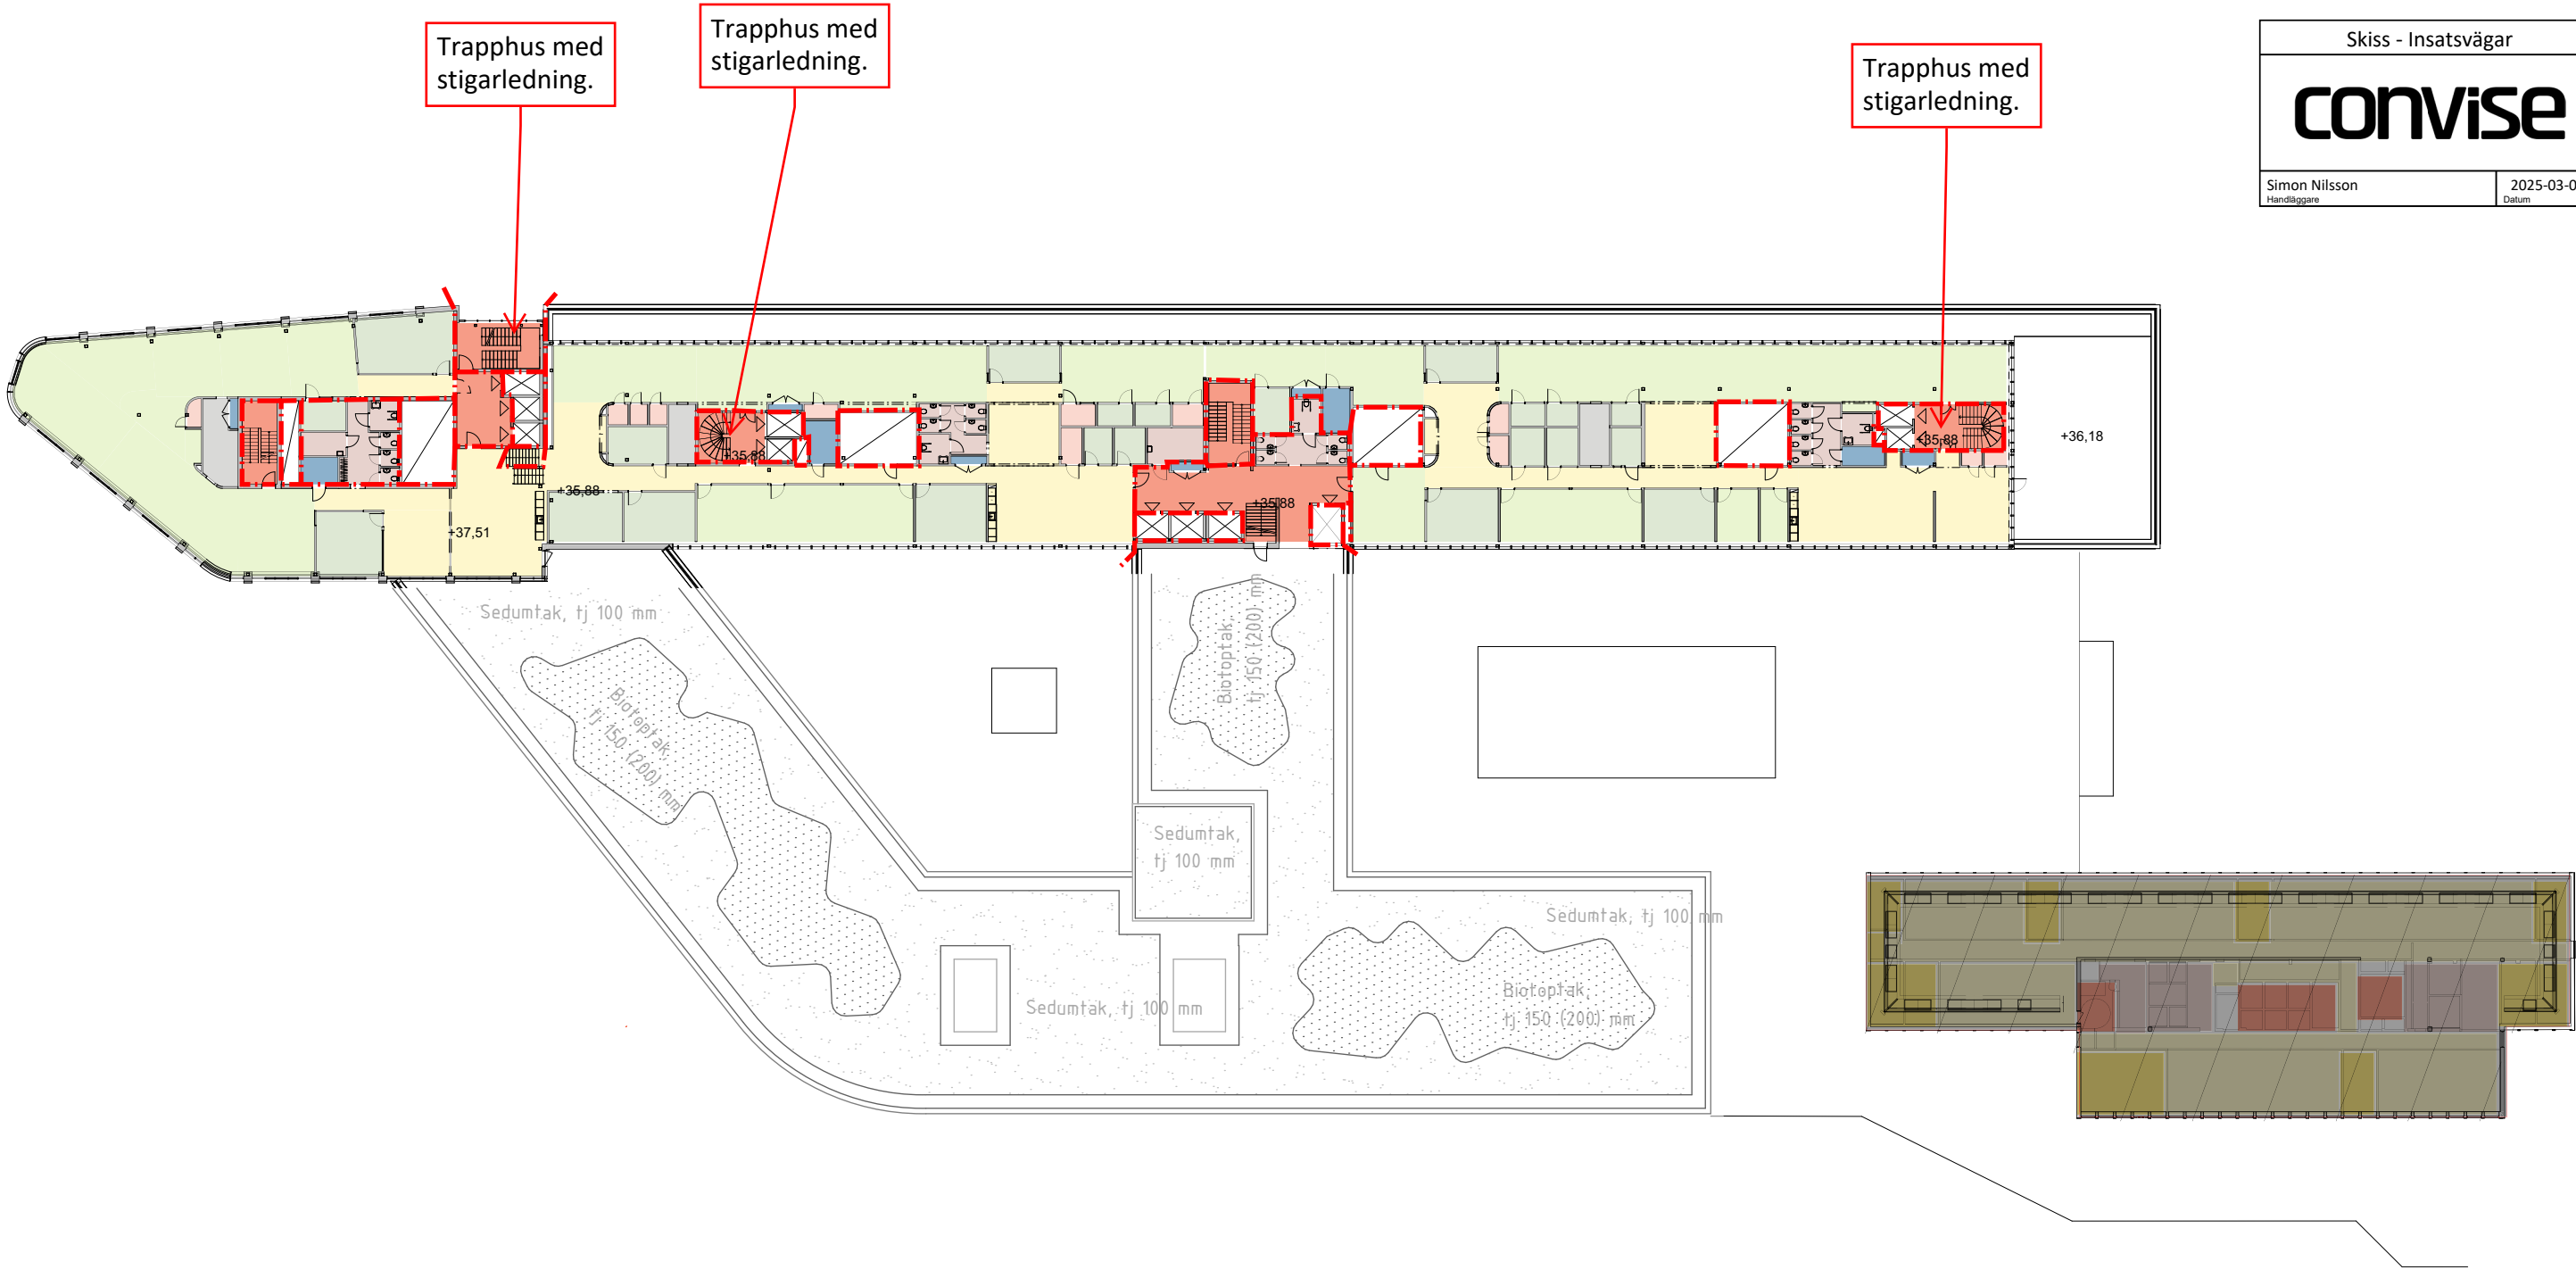 Trapphus med
stigarledning.
Trapphus med
stigarledning.
Trapphus med
stigarledning.
Skiss - Insatsvägar
convise
Simon Nilsson
Handläggare
2025-03-0
Datum
+35,88
+35,88
+37,51
+35,88
+35,88
+36,18
Sedumtak, tj 100 mm
Biotoptak,
tj 150 (200) mm
Biotoptak,
tj 150 (200) mm
Sedumtak,
tj 100 mm
Sedumtak, tj 100 mm
Sedumtak, tj 100 mm
Biotoptak,
tj 150 (200) mm